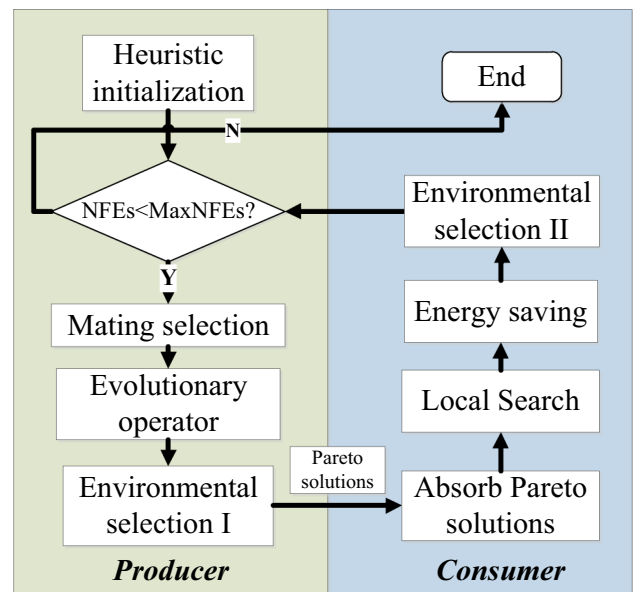 Heuristic
initialization
End
N
NFEs<MaxNFEs?
Y
Mating selection
Evolutionary
operator
Environmental
selection I
Pareto
solutions
Absorb Pareto
solutions
Local Search
Energy saving
Environmental
selection II
Producer
Consumer